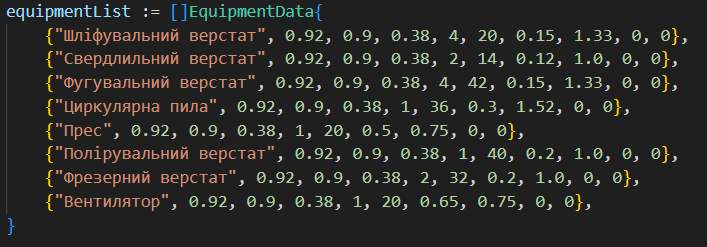 equipmentList := []EquipmentData{
{"Шліфувальний верстат", 0.92, 0.9, 0.38, 4, 20, 0.15, 1.33, 0, 0},
{"Свердлильний верстат", 0.92, 0.9, 0.38, 2, 14, 0.12, 1.0, 0, 0},
{"Фугувальний верстат", 0.92, 0.9, 0.38, 4, 42, 0.15, 1.33, 0, 0},
{"Циркулярна пила", 0.92, 0.9, 0.38, 1, 36, 0.3, 1.52, 0, 0},
{"Прес", 0.92, 0.9, 0.38, 1, 20, 0.5, 0.75, 0, 0},
{"Полірувальний верстат", 0.92, 0.9, 0.38, 1, 40, 0.2, 1.0, 0, 0},
{"Фрезерний верстат", 0.92, 0.9, 0.38, 2, 32, 0.2, 1.0, 0, 0},
{"Вентилятор", 0.92, 0.9, 0.38, 1, 20, 0.65, 0.75, 0, 0},
}